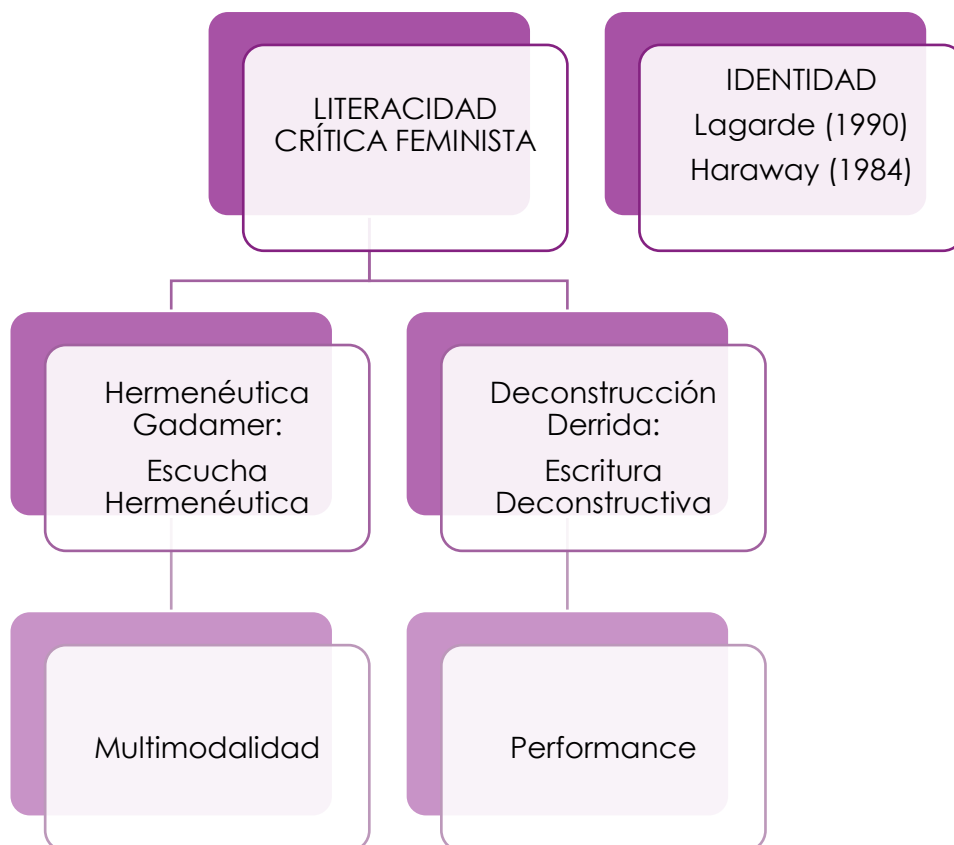 LITERACIDAD
CRÍTICA FEMINISTA
IDENTIDAD
Lagarde (1990)
Haraway (1984)
Hermenéutica
Gadamer:
Escucha
Hermenéutica
Deconstrucción
Derrida:
Escritura
Deconstructiva
Multimodalidad
Performance